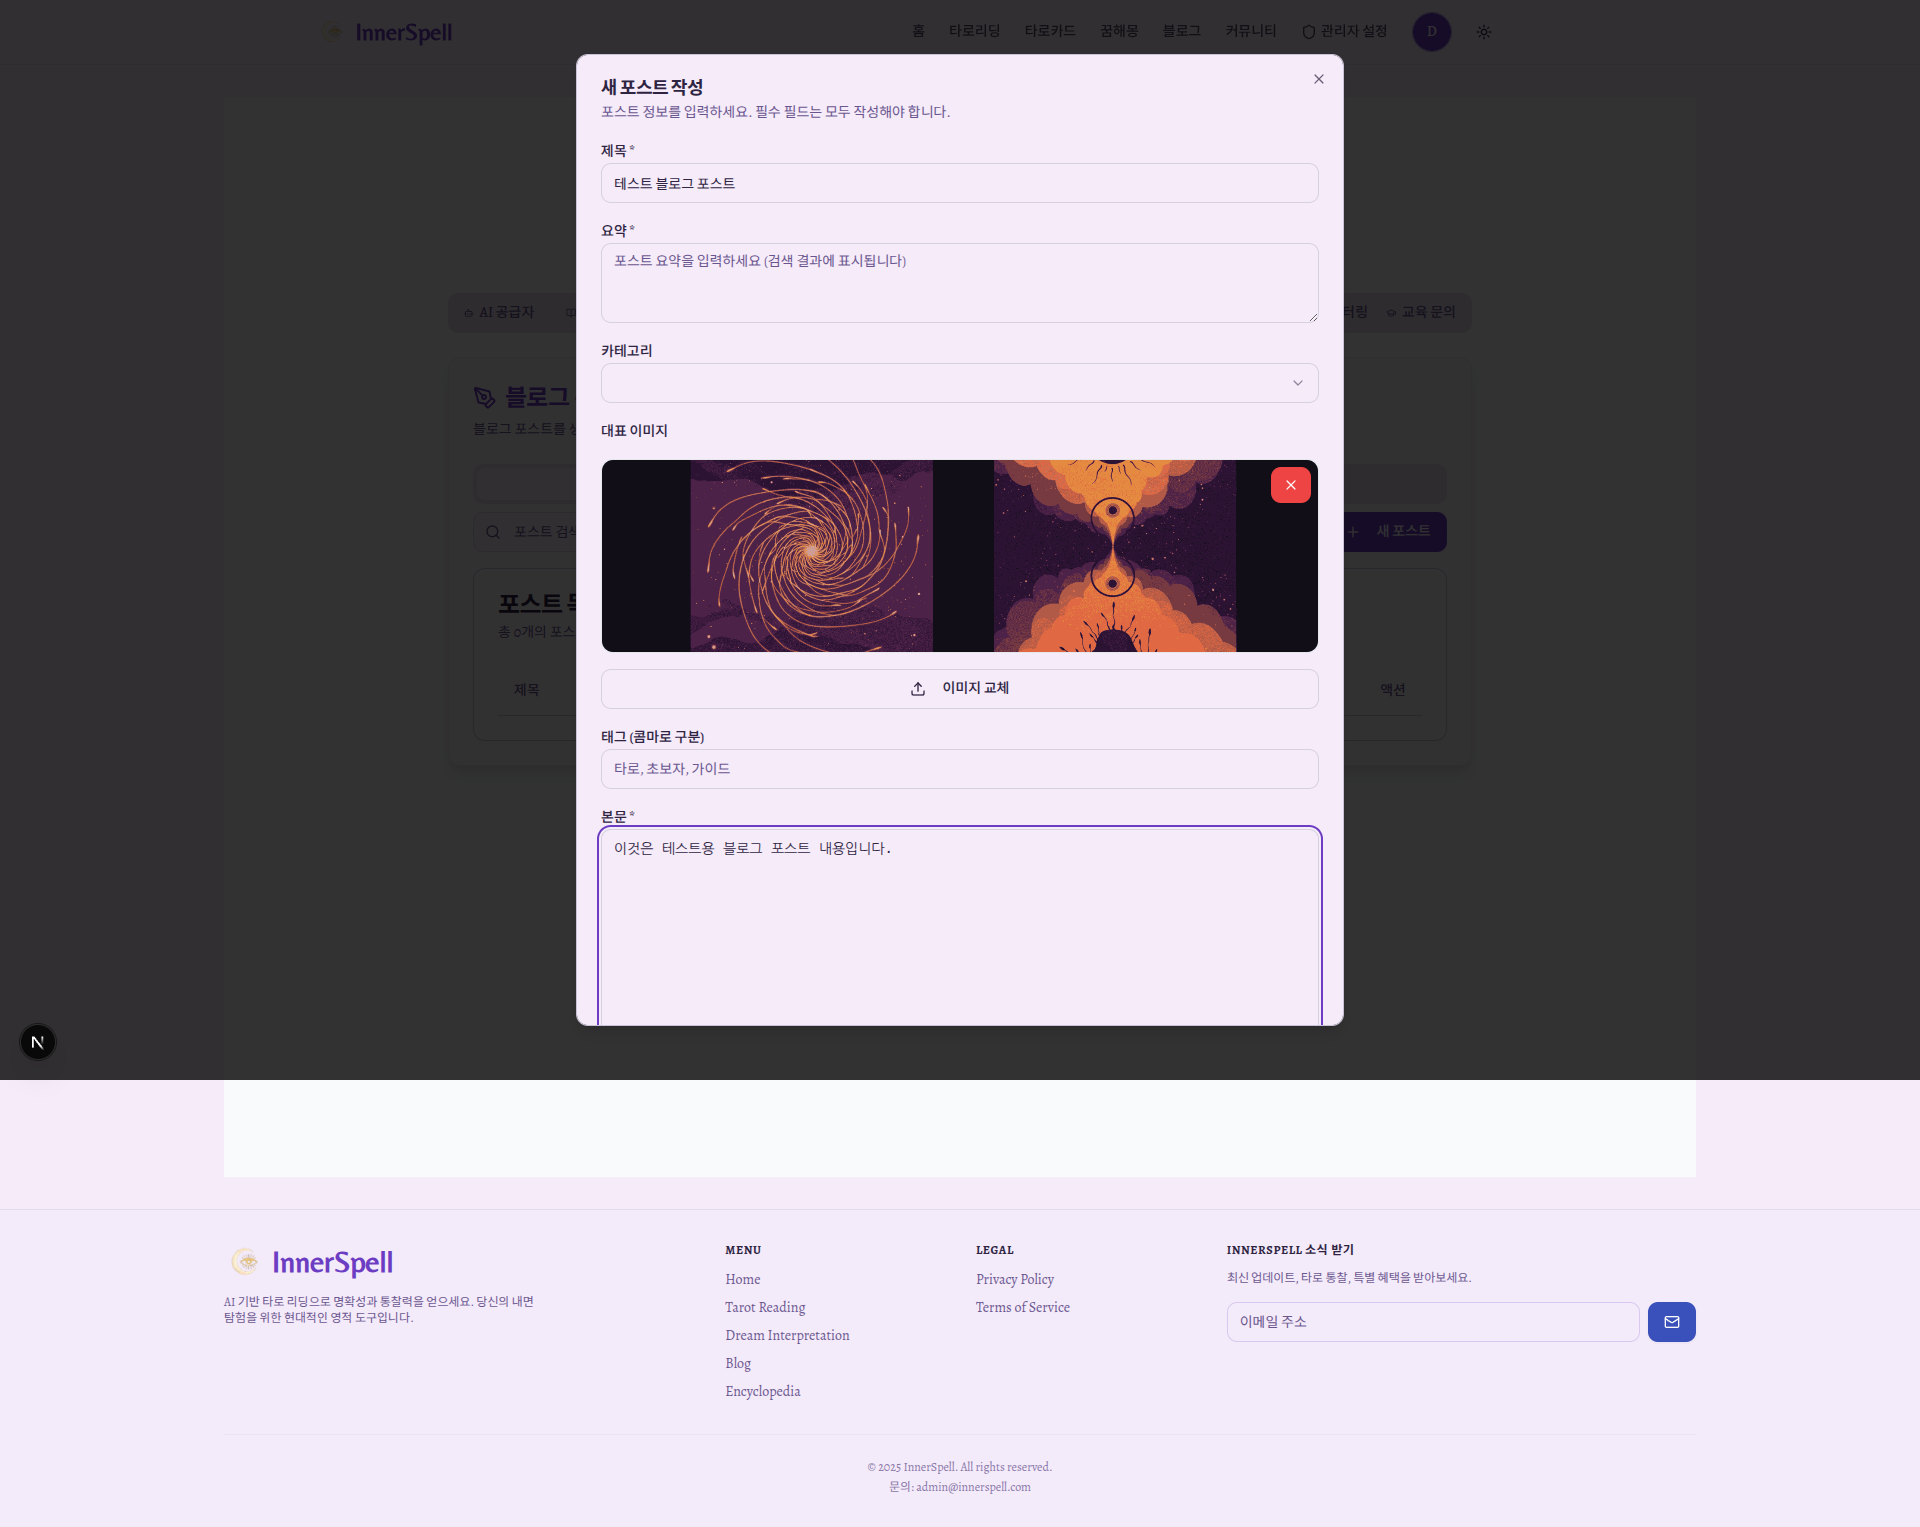 InnerSpell
홈
타로리딩
타로카드
꿈해몽
블로그
커뮤니티
관리자 설정
D
새 포스트 작성
포스트 정보를 입력하세요. 필수 필드는 모두 작성해야 합니다.
제목 *
테스트 블로그 포스트
요약 *
포스트 요약을 입력하세요 (검색 결과에 표시됩니다)
AI 공급자
터링
교육 문의
카테고리
블로그
블로그 포스트를
대표 이미지
포스트 검색
새 포스트
포스트
총 0개의 포스
제목
액션
이미지 교체
태그 (콤마로 구분)
타로, 초보자, 가이드
본문 *
이것은 테스트용 블로그 포스트 내용입니다.
N
InnerSpell
AI 기반 타로 리딩으로 명확성과 통찰력을 얻으세요. 당신의 내면
탐험을 위한 현대적인 영적 도구입니다.
MENU
Home
Tarot Reading
Dream Interpretation
Blog
Encyclopedia
LEGAL
Privacy Policy
Terms of Service
INNERSPELL 소식 받기
최신 업데이트, 타로 통찰, 특별 혜택을 받아보세요.
이메일 주소
© 2025 InnerSpell. All rights reserved.
문의: admin@innerspell.com